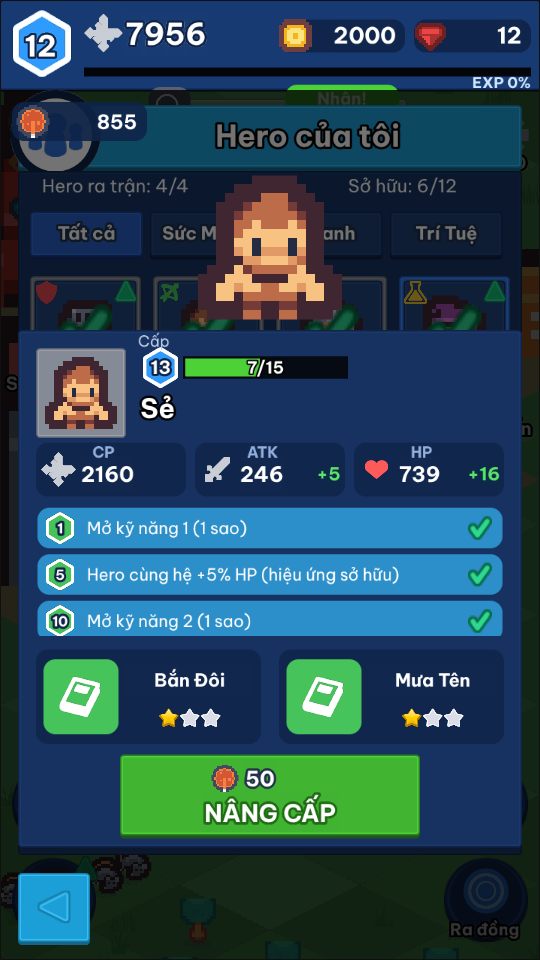 12
7956
2000
12
EXP 0%
Nhận!
855
Hero của tôi
Hero ra trận: 4/4
Sở hữu: 6/12
Tất cả
Sức M
anh
Trí Tuệ
Cấp
13
7/15
Sẻ
CP
2160
ATK
246
+5
HP
739
+16
1
Mở kỹ năng 1 (1 sao)
5
Hero cùng hệ +5% HP (hiệu ứng sở hữu)
10
Mở kỹ năng 2 (1 sao)
Bắn Đôi
Mưa Tên
50
NÂNG CẤP
Ra đồng